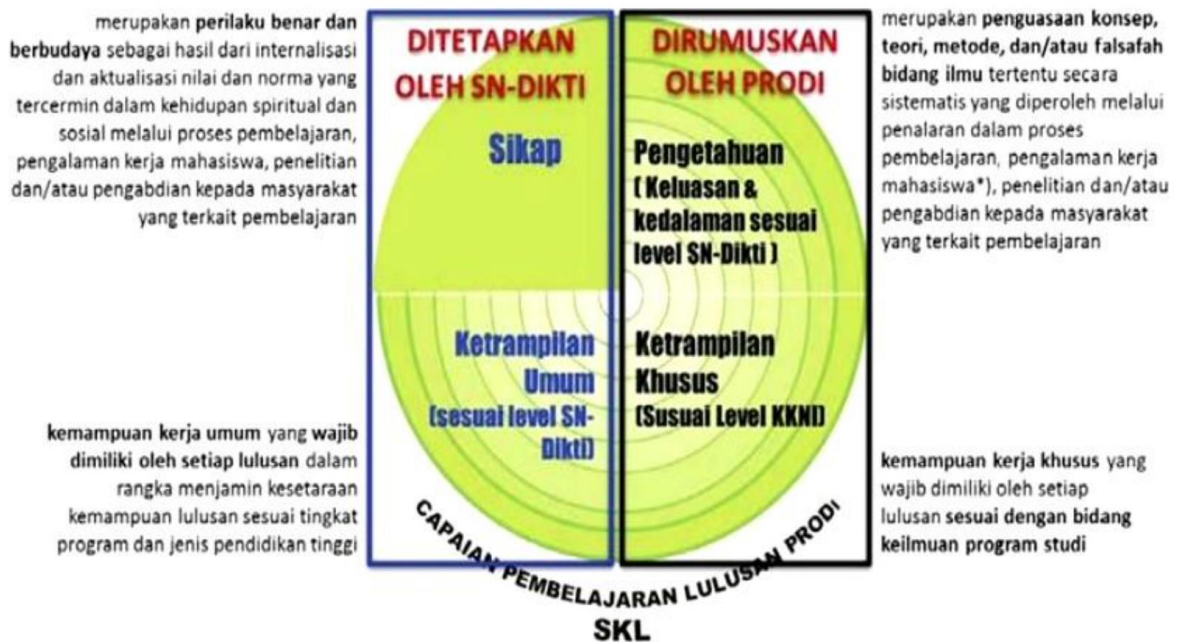 merupakan perilaku benar dan
berbudaya sebagai hasil dari internalisasi
dan aktualisasi nilai dan norma yang
tercermin dalam kehidupan spiritual dan
sosial melalui proses pembelajaran,
pengalaman kerja mahasiswa, penelitian
dan/atau pengabdian kepada masyarakat
yang terkait pembelajaran
DITETAPKAN
OLEH SN-DIKTI
Sikap
DIRUMUSKAN
OLEH PRODI
Pengetahuan
( Keluasan &
kedalaman sesuai
level SN-Dikti )
merupakan penguasaan konsep,
teori, metode, dan/atau falsafah
bidang ilmu tertentu secara
sistematis yang diperoleh melalui
penalaran dalam proses
pembelajaran, pengalaman kerja
mahasiswa*), penelitian dan/atau
pengabdian kepada masyarakat
yang terkait pembelajaran
kemampuan kerja umum yang wajib
dimiliki oleh setiap lulusan dalam
rangka menjamin kesetaraan
kemampuan lulusan sesuai tingkat
program dan jenis pendidikan tinggi
Ketrampilan
Umum
(sesuai level SN-
Dikti)
Ketrampilan
Khusus
(Susuai Level KKNI)
kemampuan kerja khusus yang
wajib dimiliki oleh setiap
lulusan sesuai dengan bidang
keilmuan program studi
CAPAIAN PEMBELAJARAN LULUSAN PRODI
SKL